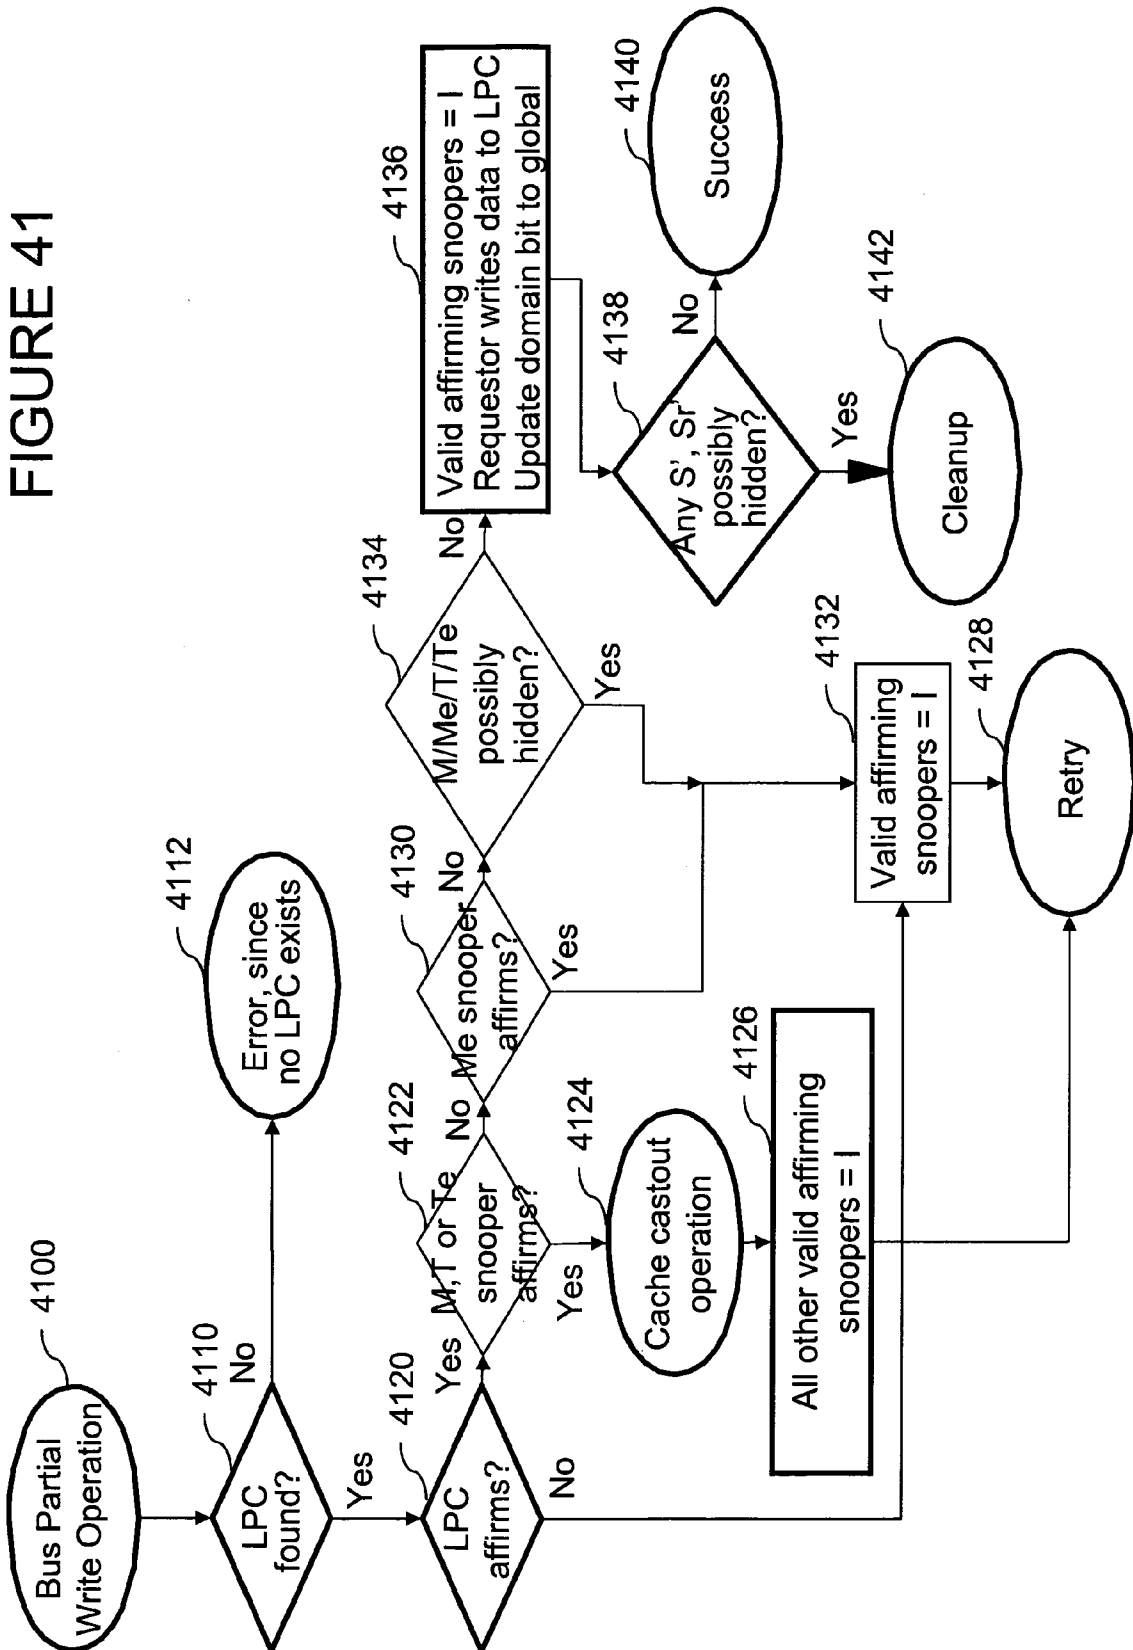 FIGURE 41
Bus Partial
Write Operation
4100
LPC
found?
4110
No
Yes
Error, since
no LPC exists
4112
LPC
affirms?
4120
Yes
No
M,T or Te
snooper
affirms?
4122
No
Yes
Cache castout
operation
4124
All other valid affirming
snoopers = I
4126
Me snooper
affirms?
4130
No
Yes
M/Me/T/Te
possibly
hidden?
4134
No
Yes
Valid affirming
snoopers = I
4132
Retry
4128
Valid affirming snoopers = I
Requestor writes data to LPC
Update domain bit to global
4136
Any S', Sr'
possibly
hidden?
4138
No
Yes
Success
4140
Cleanup
4142